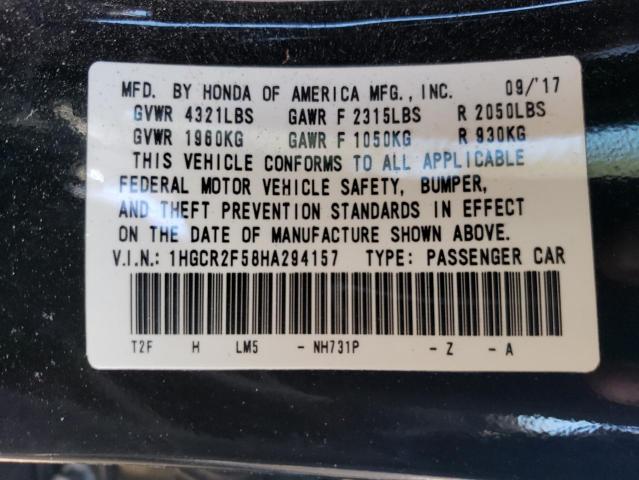 MFD. BY HONDA OF AMERICA MFG., INC. 09/'17
GVWR 4321LBS GAWR F 2315LBS R 2050LBS
GVWR 1960KG GAWR F 1050KG R 930KG
THIS VEHICLE CONFORMS TO ALL APPLICABLE
FEDERAL MOTOR VEHICLE SAFETY, BUMPER,
AND THEFT PREVENTION STANDARDS IN EFFECT
ON THE DATE OF MANUFACTURE SHOWN ABOVE.
V.I.N.: 1HGCR2F58HA294157 TYPE: PASSENGER CAR
T2F H LM5 - NH731P - Z - A